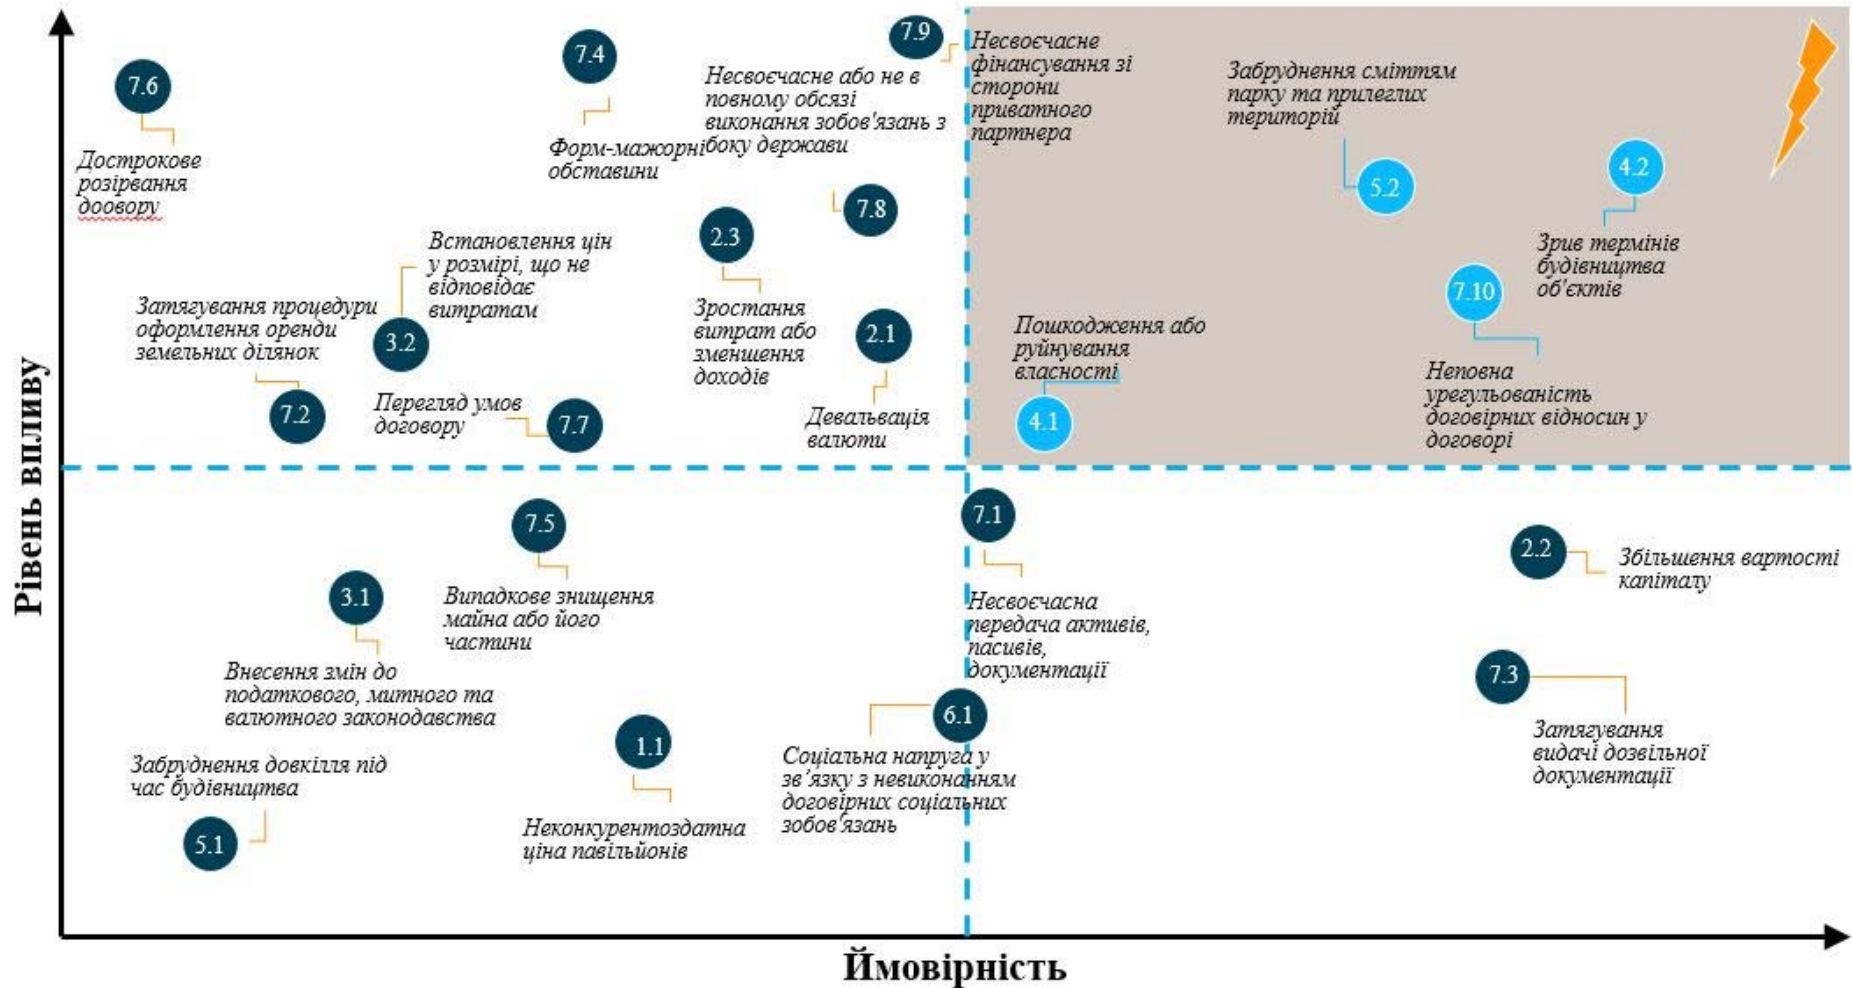 7.6
Дострокове
розірвання
доовору
7.4
Форм-мажорні
обставини
7.9
Несвоєчасне
фінансування зі
сторони
приватного
партнера
Несвоєчасне або не в
повному обсязі
виконання зобов'язань з
боку держави
7.8
Забруднення сміттям
парку та прилеглих
територій
5.2
4.2
Зрив термінів
будівництва
об'єктів
2.3
Зростання
витрат або
зменшення
доходів
Встановлення цін
у розмірі, що не
відповідає
витратам
3.2
Затягування процедури
оформлення оренди
земельних ділянок
7.2
Перегляд умов
договору
7.7
2.1
Девальвація
валюти
Пошкодження або
руйнування
власності
4.1
7.10
Неповна
урегульованість
договірних відносин у
договорі
Рівень впливу
7.5
Випадкове знищення
майна або його
частини
7.1
Несвоєчасна
передача активів,
пасивів,
документації
2.2
Збільшення вартості
капіталу
3.1
Внесення змін до
податкового, митного та
валютного законодавства
7.3
Затягування
видачі дозвільної
документації
6.1
Соціальна напруга у
зв’язку з невиконанням
договірних соціальних
зобов'язань
1.1
Неконкурентоздатна
ціна павільйонів
Забруднення довкілля під
час будівництва
5.1
Ймовірність